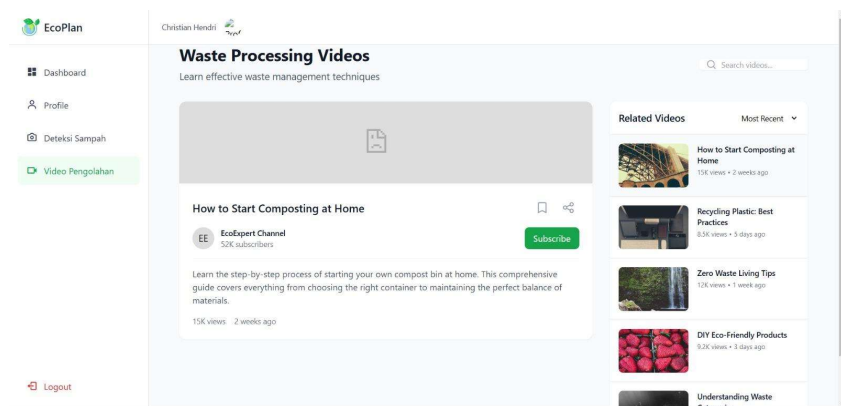 EcoPlan
Christian Hendri
Dashboard
Profile
Deteksi Sampah
Video Pengolahan
Logout
Waste Processing Videos
Learn effective waste management techniques
Search videos...
How to Start Composting at Home
EE
EcoExpert Channel
52K subscribers
Subscribe
Learn the step-by-step process of starting your own compost bin at home. This comprehensive
guide covers everything from choosing the right container to maintaining the perfect balance of
materials.
15K views 2 weeks ago
Related Videos
Most Recent
How to Start Composting at
Home
15K views • 2 weeks ago
Recycling Plastic: Best
Practices
8.5K views • 5 days ago
Zero Waste Living Tips
12K views • 1 week ago
DIY Eco-Friendly Products
9.2K views • 3 days ago
Understanding Waste